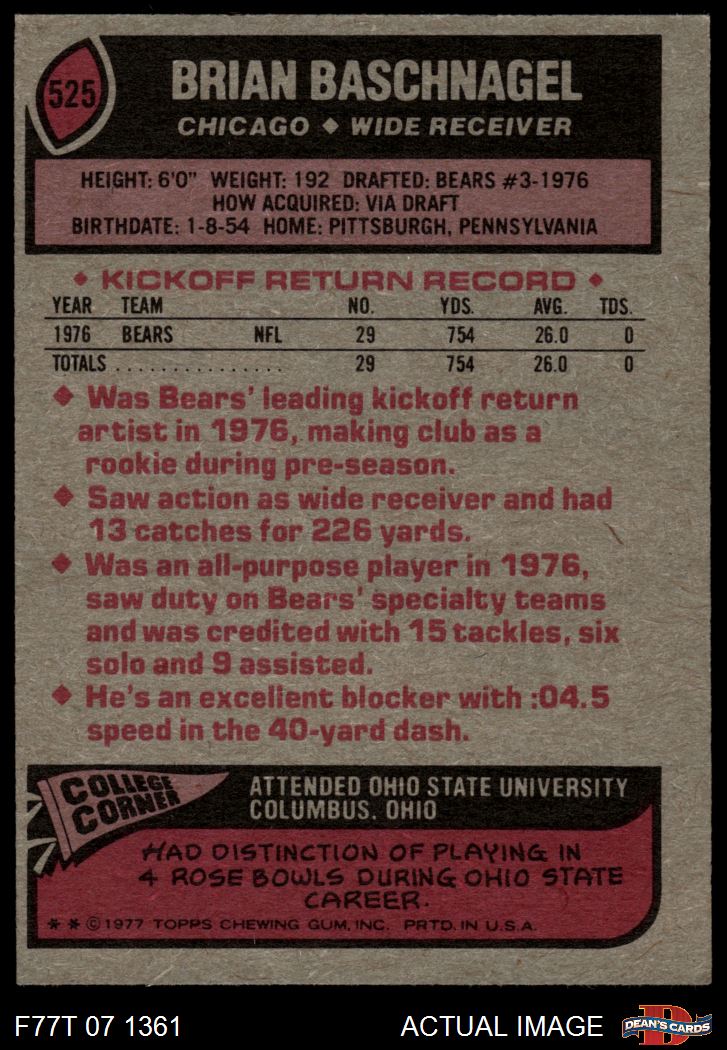 525
BRIAN BASCHNAGEL
CHICAGO ◆ WIDE RECEIVER
HEIGHT: 6'0" WEIGHT: 192 DRAFTED: BEARS #3-1976
HOW ACQUIRED: VIA DRAFT
BIRTHDATE: 1-8-54 HOME: PITTSBURGH, PENNSYLVANIA
◆ KICKOFF RETURN RECORD ◆
YEAR TEAM NO. YDS. AVG. TDS.
1976 BEARS NFL 29 754 26.0 0
TOTALS . . . . . . . . . . . . . . . 29 754 26.0 0
◆ Was Bears' leading kickoff return
artist in 1976, making club as a
rookie during pre-season.
◆ Saw action as wide receiver and had
13 catches for 226 yards.
◆ Was an all-purpose player in 1976,
saw duty on Bears' specialty teams
and was credited with 15 tackles, six
solo and 9 assisted.
◆ He's an excellent blocker with :04.5
speed in the 40-yard dash.
COLLEGE
CORNER
ATTENDED OHIO STATE UNIVERSITY
COLUMBUS, OHIO
HAD DISTINCTION OF PLAYING IN
4 ROSE BOWLS DURING OHIO STATE
CAREER.
* * © 1977 TOPPS CHEWING GUM, INC. PRTD. IN U.S.A.
F77T 07 1361
ACTUAL IMAGE
D
DEAN'S CARDS